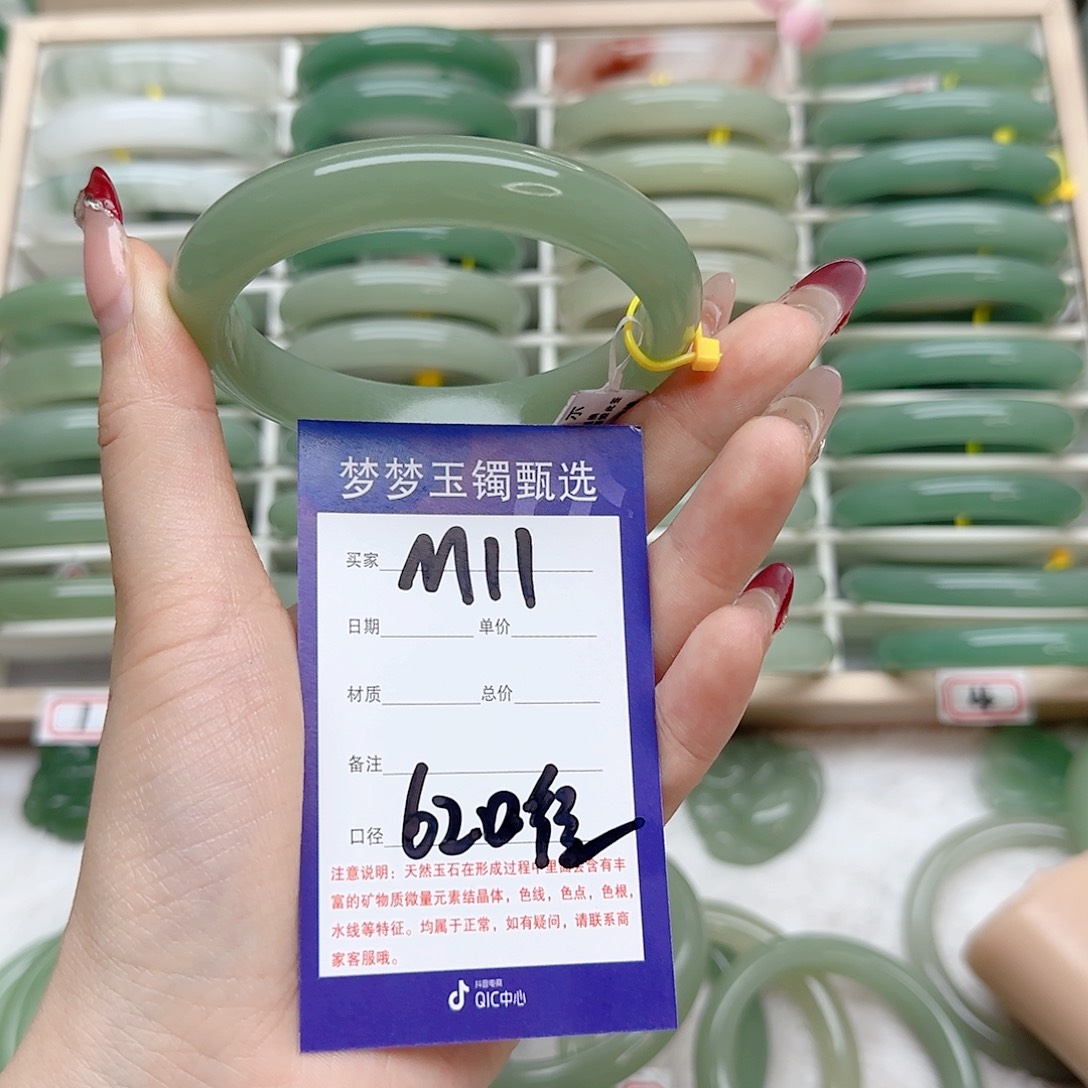 梦梦玉镯甄选
买家 M11
日期 单价
材质 总价
备注
口径 62口径
注意说明：天然玉石在形成过程中里面会含有丰
富的矿物质微量元素结晶体，色线，色点，色根，
水线等特征。均属于正常，如有疑问，请联系商
家客服哦。
抖音电商
QIC中心
1
4